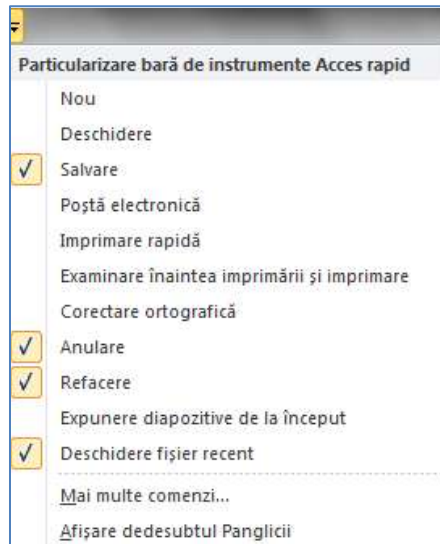 Particularizare bară de instrumente Acces rapid
Nou
Deschidere
Salvare
Poștă electronică
Imprimare rapidă
Examinare înaintea imprimării și imprimare
Corectare ortografică
Anulare
Refacere
Expunere diapozitive de la început
Deschidere fișier recent
Mai multe comenzi...
Afișare dedesubtul Panglicii